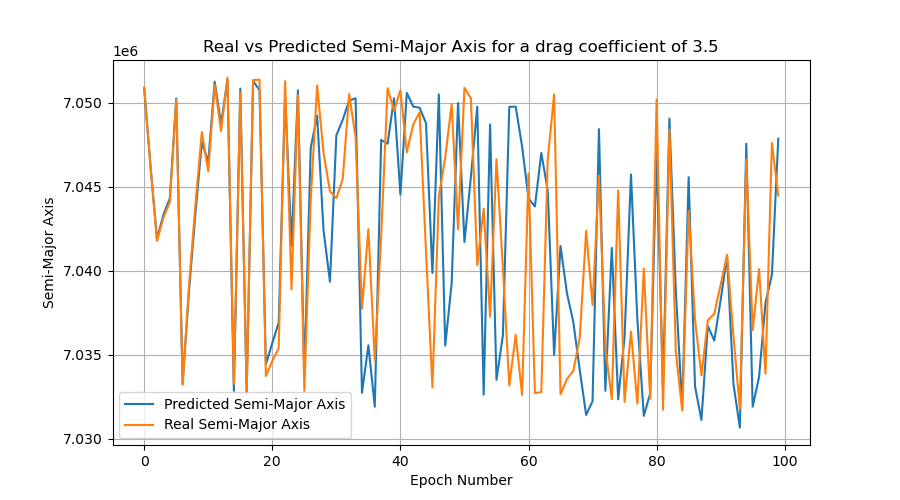 Real vs Predicted Semi-Major Axis for a drag coefficient of 3.5
1e6
7.050
7.045
7.040
7.035
7.030
Semi-Major Axis
Predicted Semi-Major Axis
Real Semi-Major Axis
0 20 40 60 80 100
Epoch Number